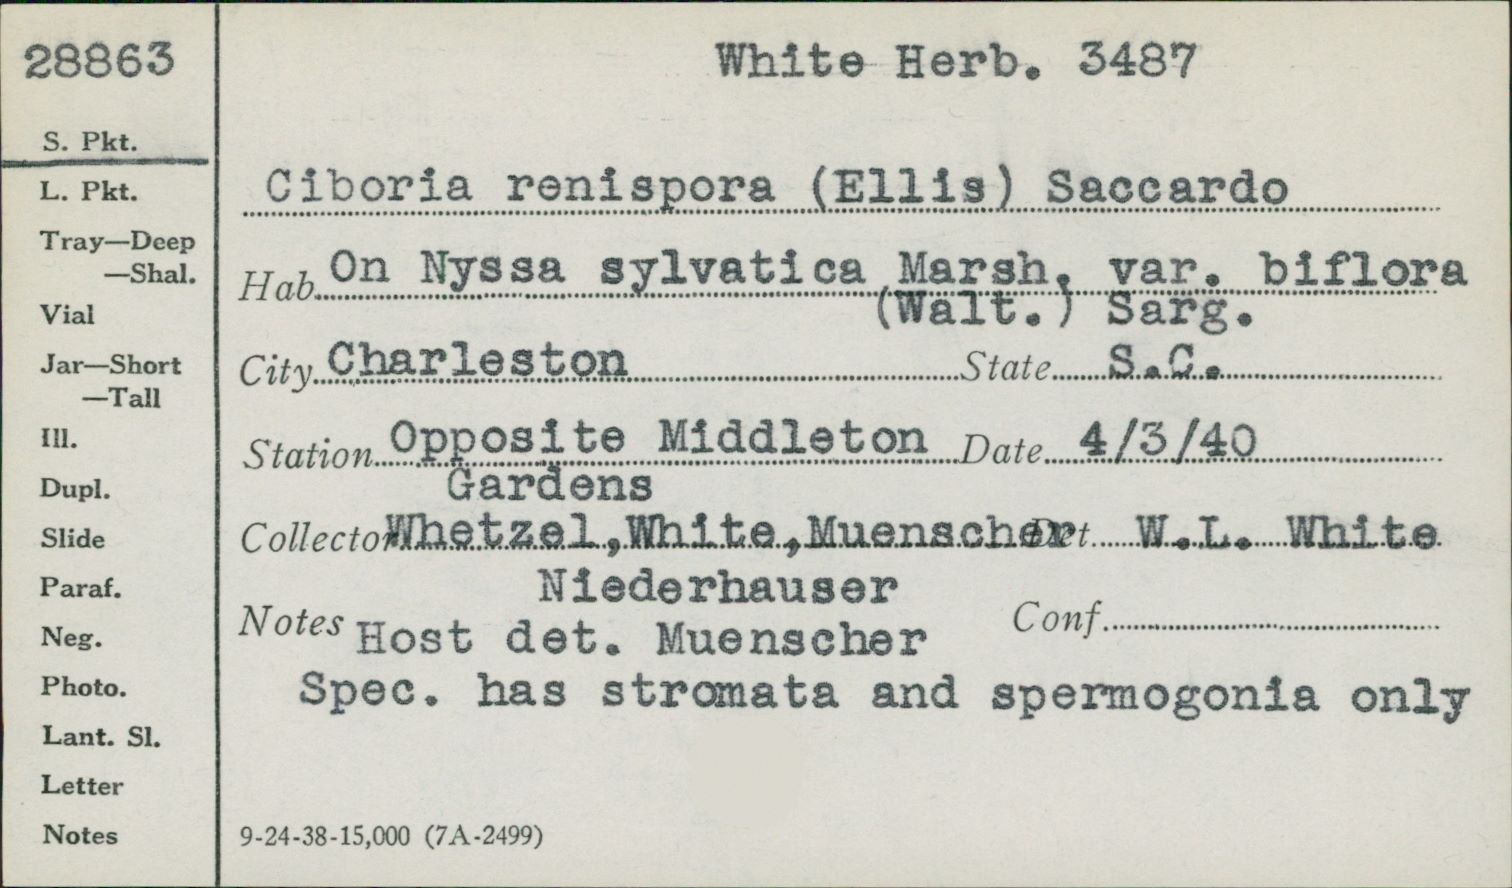 28863
White Herb. 3487
S. Pkt.
L. Pkt.
Tray—Deep
—Shal.
Vial
Jar—Short
—Tall
Ill.
Dupl.
Slide
Paraf.
Neg.
Photo.
Lant. Sl.
Letter
Notes
Ciboria renispora (Ellis) Saccardo
Hab. On Nyssa sylvatica Marsh. var. biflora
(Walt.) Sarg.
City Charleston State S.C.
Station Opposite Middleton Date 4/3/40
Gardens
Collector Whetzel,White,Muenscher Det. W.L. White
Niederhauser
Notes Host det. Muenscher Conf.
Spec. has stromata and spermogonia only
9-24-38-15,000 (7A-2499)